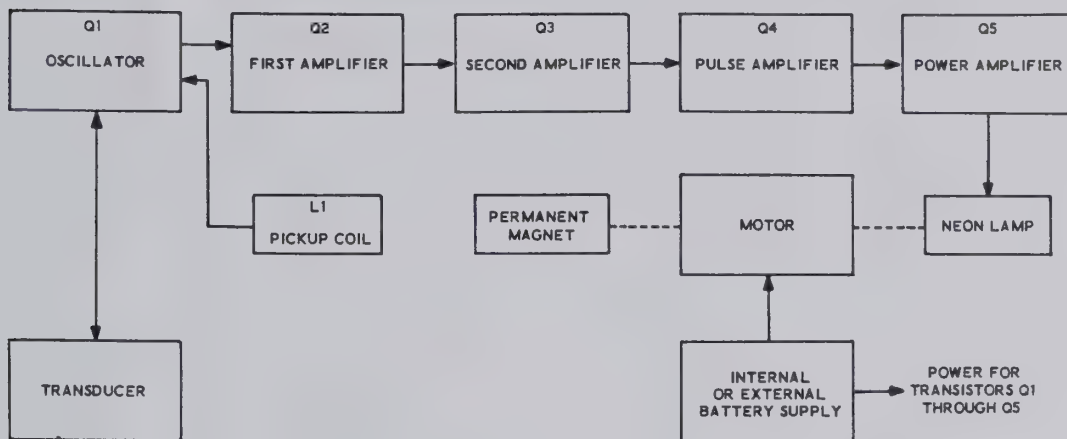 Q1
OSCILLATOR
Q2
FIRST AMPLIFIER
Q3
SECOND AMPLIFIER
Q4
PULSE AMPLIFIER
Q5
POWER AMPLIFIER
L1
PICKUP COIL
PERMANENT
MAGNET
MOTOR
NEON LAMP
TRANSDUCER
INTERNAL
OR EXTERNAL
BATTERY SUPPLY
POWER FOR
TRANSISTORS Q1
THROUGH Q5